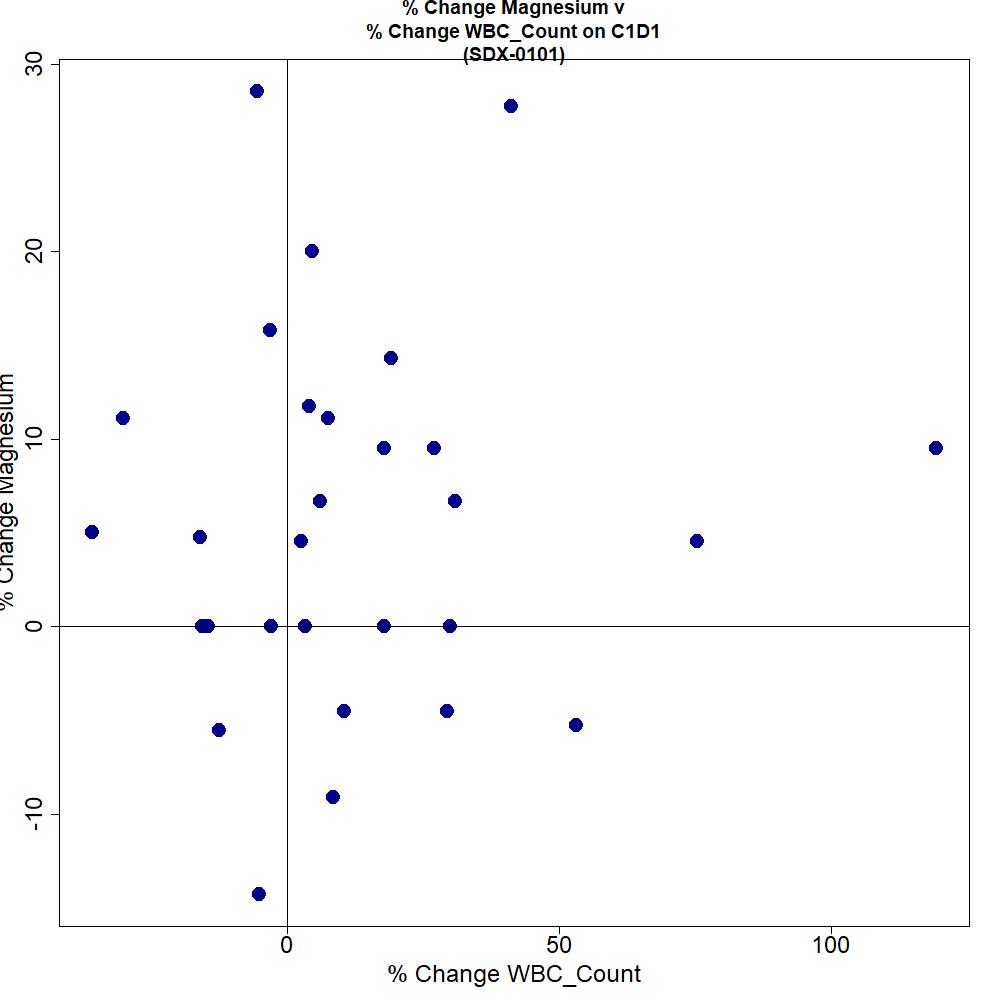 % Change Magnesium v
% Change WBC_Count on C1D1
(SDX-0101)
30
20
10
0
-10
% Change Magnesium
0
50
100
% Change WBC_Count